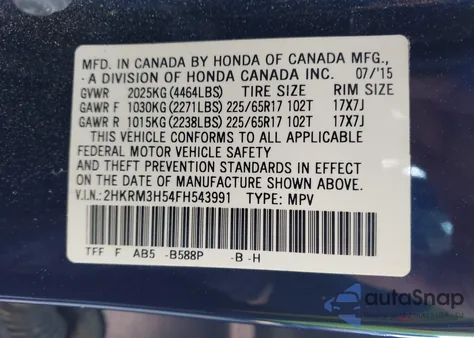 MFD. IN CANADA BY HONDA OF CANADA MFG.,
A DIVISION OF HONDA CANADA INC. 07/'15
GVWR 2025KG (4464LBS) TIRE SIZE RIM SIZE
GAWR F 1030KG (2271LBS) 225/65R17 102T 17X7J
GAWR R 1015KG (2238LBS) 225/65R17 102T 17X7J
THIS VEHICLE CONFORMS TO ALL APPLICABLE
FEDERAL MOTOR VEHICLE SAFETY
AND THEFT PREVENTION STANDARDS IN EFFECT
ON THE DATE OF MANUFACTURE SHOWN ABOVE.
V.I.N.: 2HKRM3H54FH543991 TYPE: MPV
TFF F AB5 -B588P -B -H
autoSnap